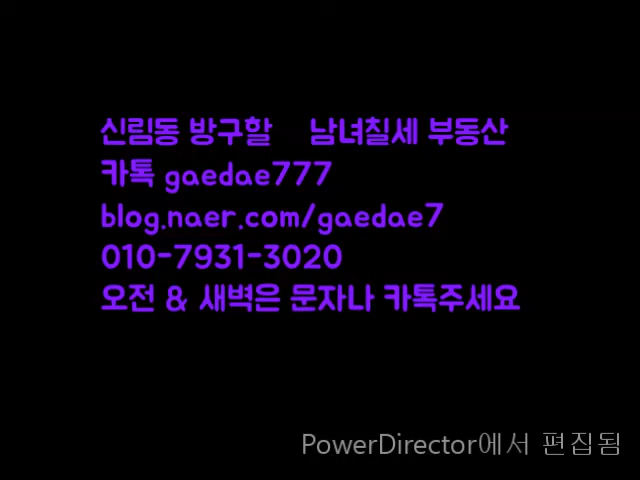 신림동 방구할 남녀칠세 부동산
카톡 gaedae777
blog.naer.com/gaedae7
010-7931-3020
오전 & 새벽은 문자나 카톡주세요
PowerDirector에서 편집됨